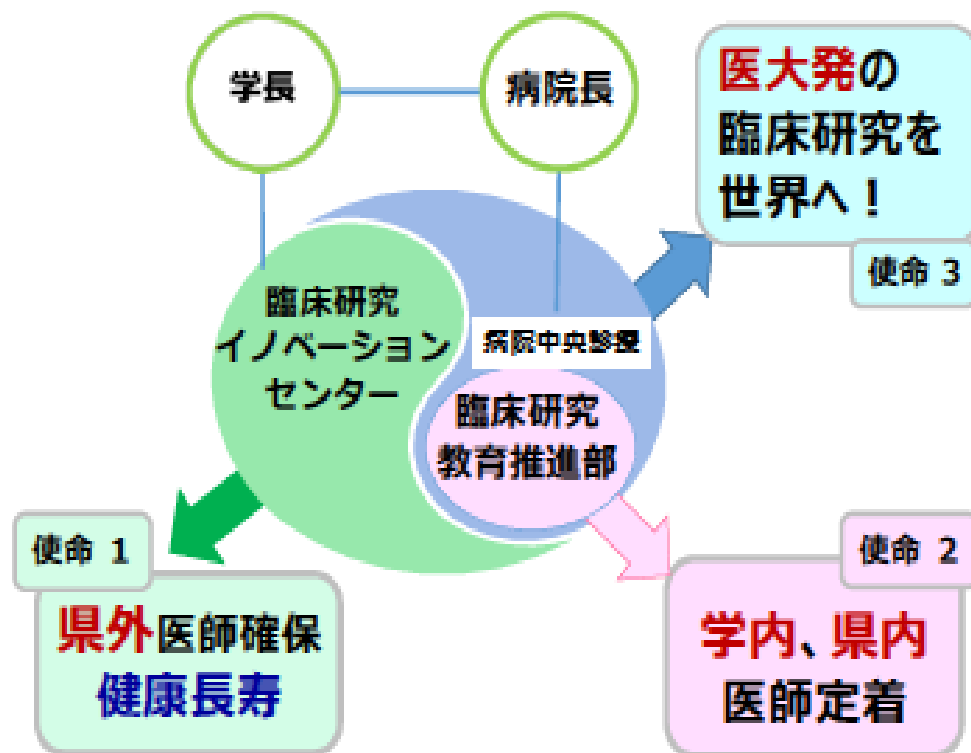 学長
病院長
医大発の
臨床研究を
世界へ！
使命 3
臨床研究
イノベーション
センター
病院中央診療
臨床研究
教育推進部
使命 1
県外医師確保
健康長寿
使命 2
学内、県内
医師定着